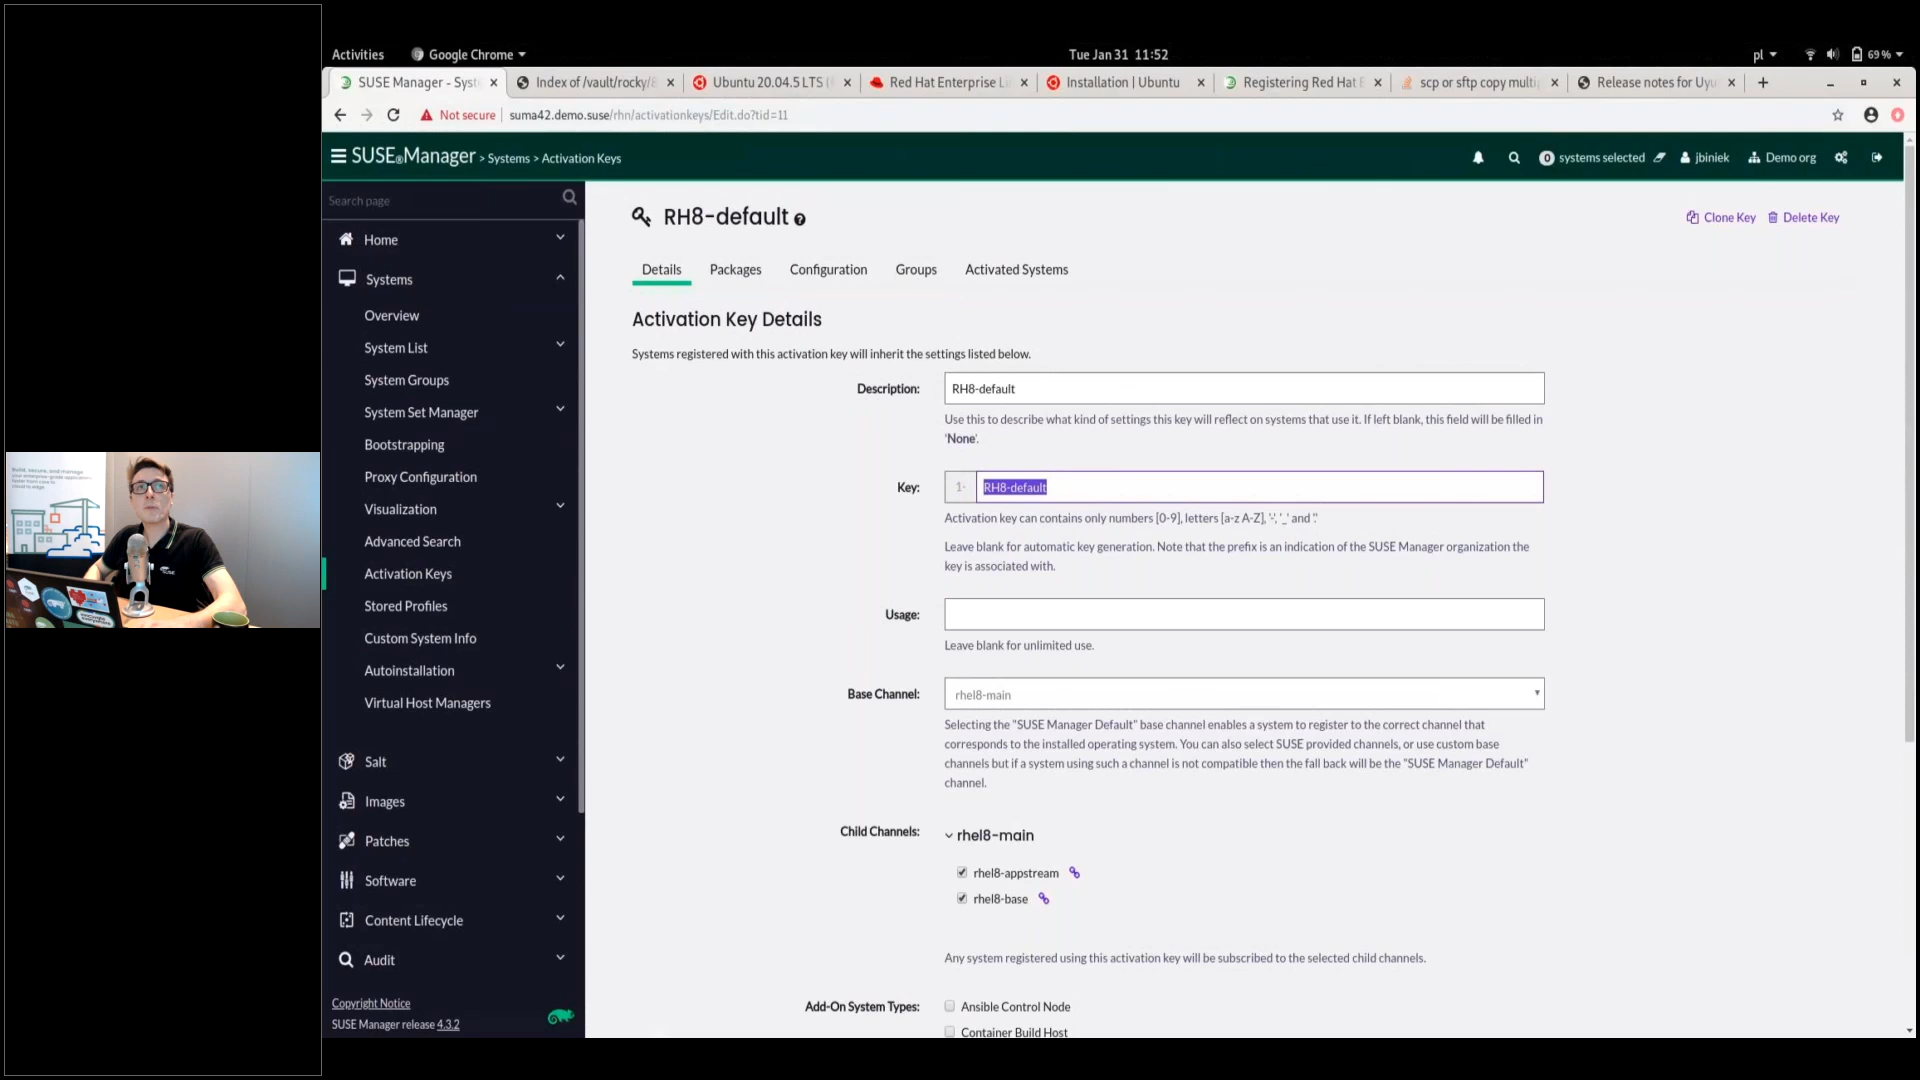 Activities
Google Chrome
Tue Jan 31 11:52
pl
69 %
SUSE Manager - Syst
Index of /vault/rocky/8
Ubuntu 20.04.5 LTS (
Red Hat Enterprise Li
Installation | Ubuntu
Registering Red Hat E
scp or sftp copy multi
Release notes for Uyu
Not secure
suma42.demo.suse/rhn/activationkeys/Edit.do?tid=11
SUSE®Manager > Systems > Activation Keys
0 systems selected
jbiniek
Demo org
Search page
Home
Systems
Overview
System List
System Groups
System Set Manager
Bootstrapping
Proxy Configuration
Visualization
Advanced Search
Activation Keys
Stored Profiles
Custom System Info
Autoinstallation
Virtual Host Managers
Salt
Images
Patches
Software
Content Lifecycle
Audit
Copyright Notice
SUSE Manager release 4.3.2
RH8-default
Clone Key
Delete Key
Details
Packages
Configuration
Groups
Activated Systems
Activation Key Details
Systems registered with this activation key will inherit the settings listed below.
Description:
RH8-default
Use this to describe what kind of settings this key will reflect on systems that use it. If left blank, this field will be filled in
'None'.
Key:
1-
RH8-default
Activation key can contains only numbers [0-9], letters [a-z A-Z], '-', '_' and '.'
Leave blank for automatic key generation. Note that the prefix is an indication of the SUSE Manager organization the
key is associated with.
Usage:
Leave blank for unlimited use.
Base Channel:
rhel8-main
Selecting the "SUSE Manager Default" base channel enables a system to register to the correct channel that
corresponds to the installed operating system. You can also select SUSE provided channels, or use custom base
channels but if a system using such a channel is not compatible then the fall back will be the "SUSE Manager Default"
channel.
Child Channels:
rhel8-main
rhel8-appstream
rhel8-base
Any system registered using this activation key will be subscribed to the selected child channels.
Add-On System Types:
Ansible Control Node
Container Build Host